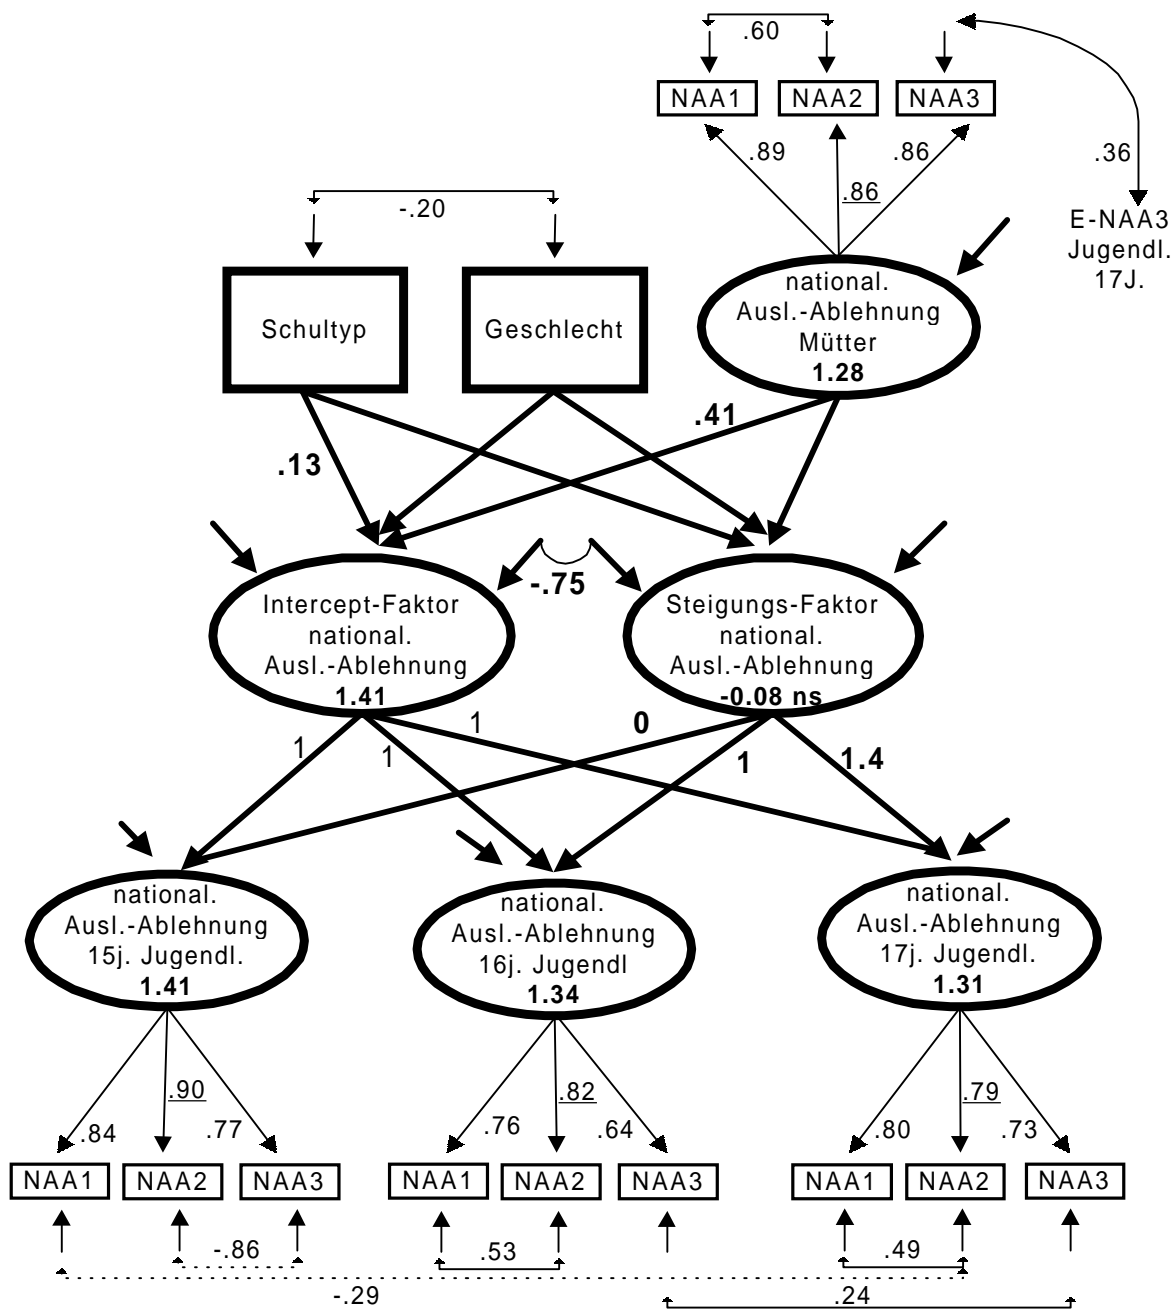 .60
NAA1 NAA2 NAA3
.89 .86 .86 .36
-.20
E-NAA3
Jugendl.
17J.
Schultyp
Geschlecht
national.
Ausl.-Ablehnung
Mütter
1.28
.41
.13
-.75
Intercept-Faktor
national.
Ausl.-Ablehnung
1.41
Steigungs-Faktor
national.
Ausl.-Ablehnung
-0.08 ns
1 1 1 0 1 1.4
national.
Ausl.-Ablehnung
15j. Jugendl.
1.41
national.
Ausl.-Ablehnung
16j. Jugendl
1.34
national.
Ausl.-Ablehnung
17j. Jugendl.
1.31
.84 .90 .77 .76 .82 .64 .80 .79 .73
NAA1 NAA2 NAA3 NAA1 NAA2 NAA3 NAA1 NAA2 NAA3
-.86 .53 .49
-.29 .24